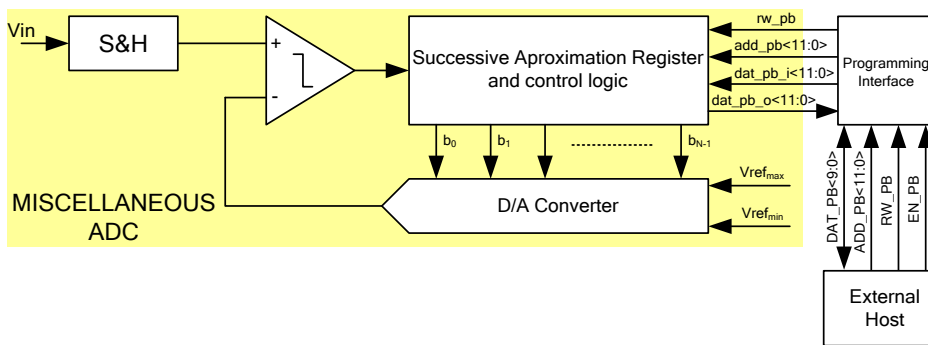 Vin
S&H
+
-
Successive Aproximation Register
and control logic
rw_pb
add_pb<11:0>
dat_pb_i<11:0>
dat_pb_o<11:0>
Programming
Interface
b0
b1
bN-1
MISCELLANEOUS
ADC
D/A Converter
Vrefmax
Vrefmin
DAT_PB<9:0>
ADD_PB<11:0>
RW_PB
EN_PB
External
Host